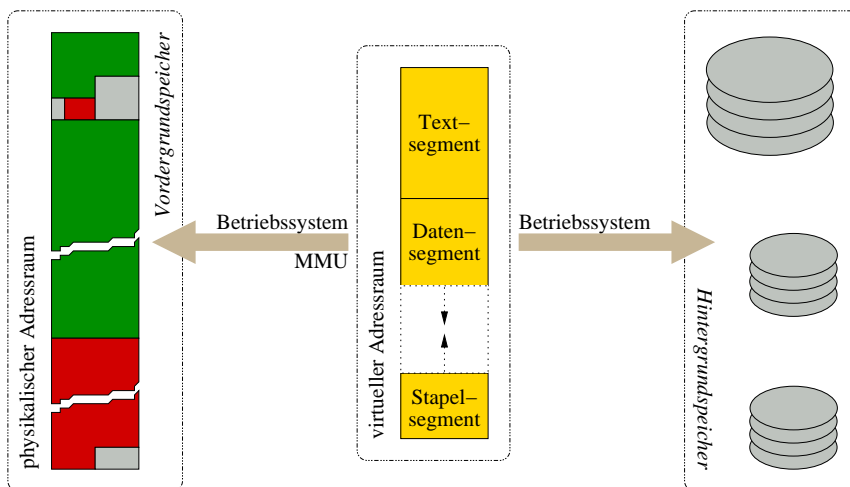 physikalischer Adressraum
Vordergrundspeicher
Betriebssystem
MMU
virtueller Adressraum
Text–
segment
Daten–
segment
Stapel–
segment
Betriebssystem
Hintergrundspeicher